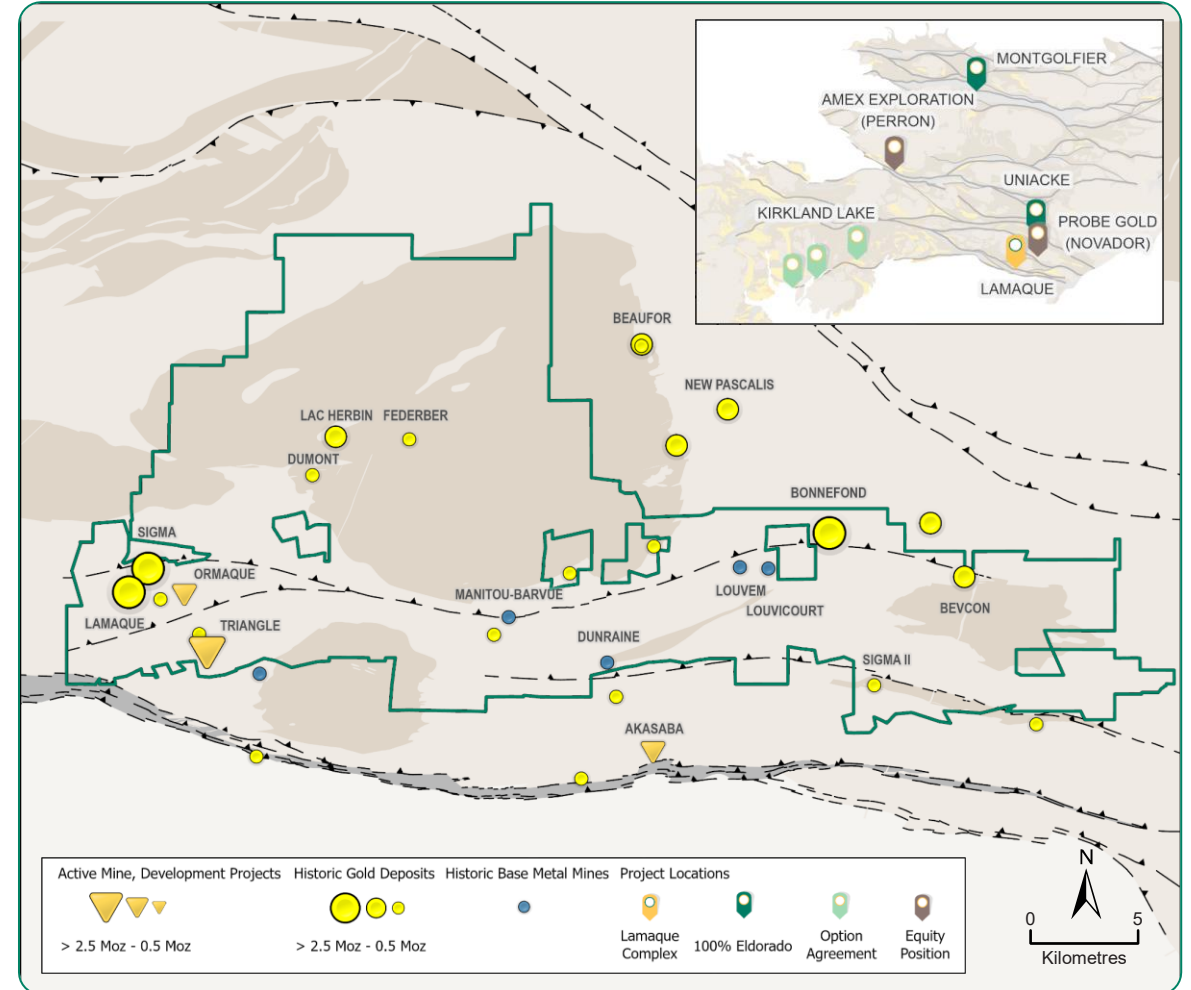 MONTGOLFIER
AMEX EXPLORATION
(PERRON)
UNIACKE
KIRKLAND LAKE
PROBE GOLD
(NOVADOR)
LAMAQUE
BEAUFOR
NEW PASCALIS
LAC HERBIN
FEDERBER
DUMONT
BONNEFOND
SIGMA
ORMAQUE
MANITOU-BARVUE
LOUVEM
LOUVICOURT
BEVCON
LAMAQUE
TRIANGLE
DUNRAINE
SIGMA II
AKASABA
N
0 5
Kilometres
Active Mine, Development Projects
> 2.5 Moz - 0.5 Moz
Historic Gold Deposits
> 2.5 Moz - 0.5 Moz
Historic Base Metal Mines
Project Locations
Lamaque
Complex
100% Eldorado
Option
Agreement
Equity
Position